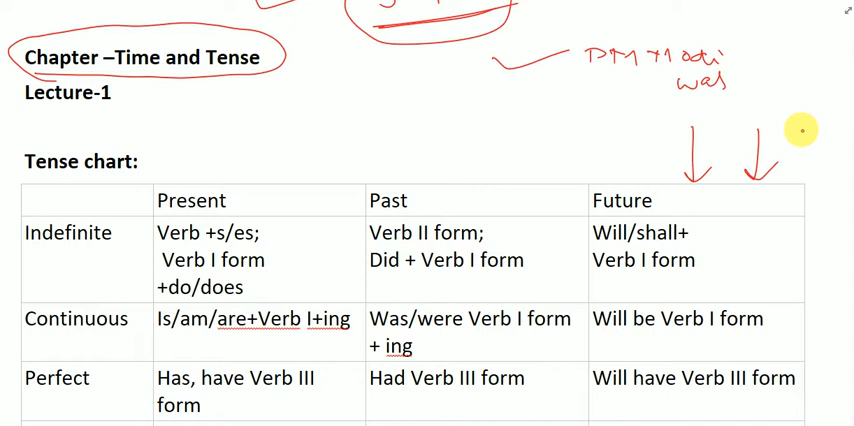 Chapter –Time and Tense
was
Lecture-1
Tense chart:
Present Past Future
Indefinite Verb +s/es; Verb II form; Will/shall+
Verb I form Did + Verb I form Verb I form
+do/does
Continuous Is/am/are+Verb I+ing Was/were Verb I form Will be Verb I form
+ ing
Perfect Has, have Verb III Had Verb III form Will have Verb III form
form